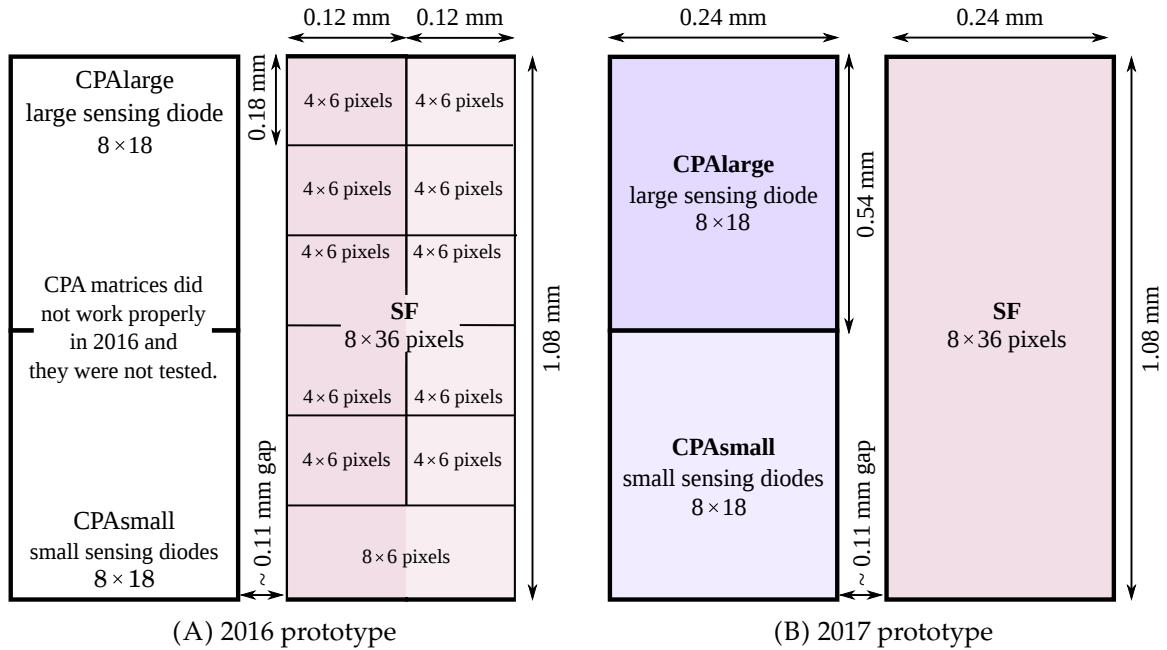 0.12 mm 0.12 mm
0.24 mm
0.24 mm
CPAlarge
large sensing diode
8×18
CPA matrices did
not work properly
in 2016 and
they were not tested.
CPAsmall
small sensing diodes
8×18
0.18 mm
~ 0.11 mm gap
4×6 pixels 4×6 pixels
4×6 pixels 4×6 pixels
4×6 pixels 4×6 pixels
SF
8×36 pixels
4×6 pixels 4×6 pixels
4×6 pixels 4×6 pixels
8×6 pixels
1.08 mm
(A) 2016 prototype
CPAlarge
large sensing diode
8×18
CPAsmall
small sensing diodes
8×18
0.54 mm
~ 0.11 mm gap
SF
8×36 pixels
1.08 mm
(B) 2017 prototype